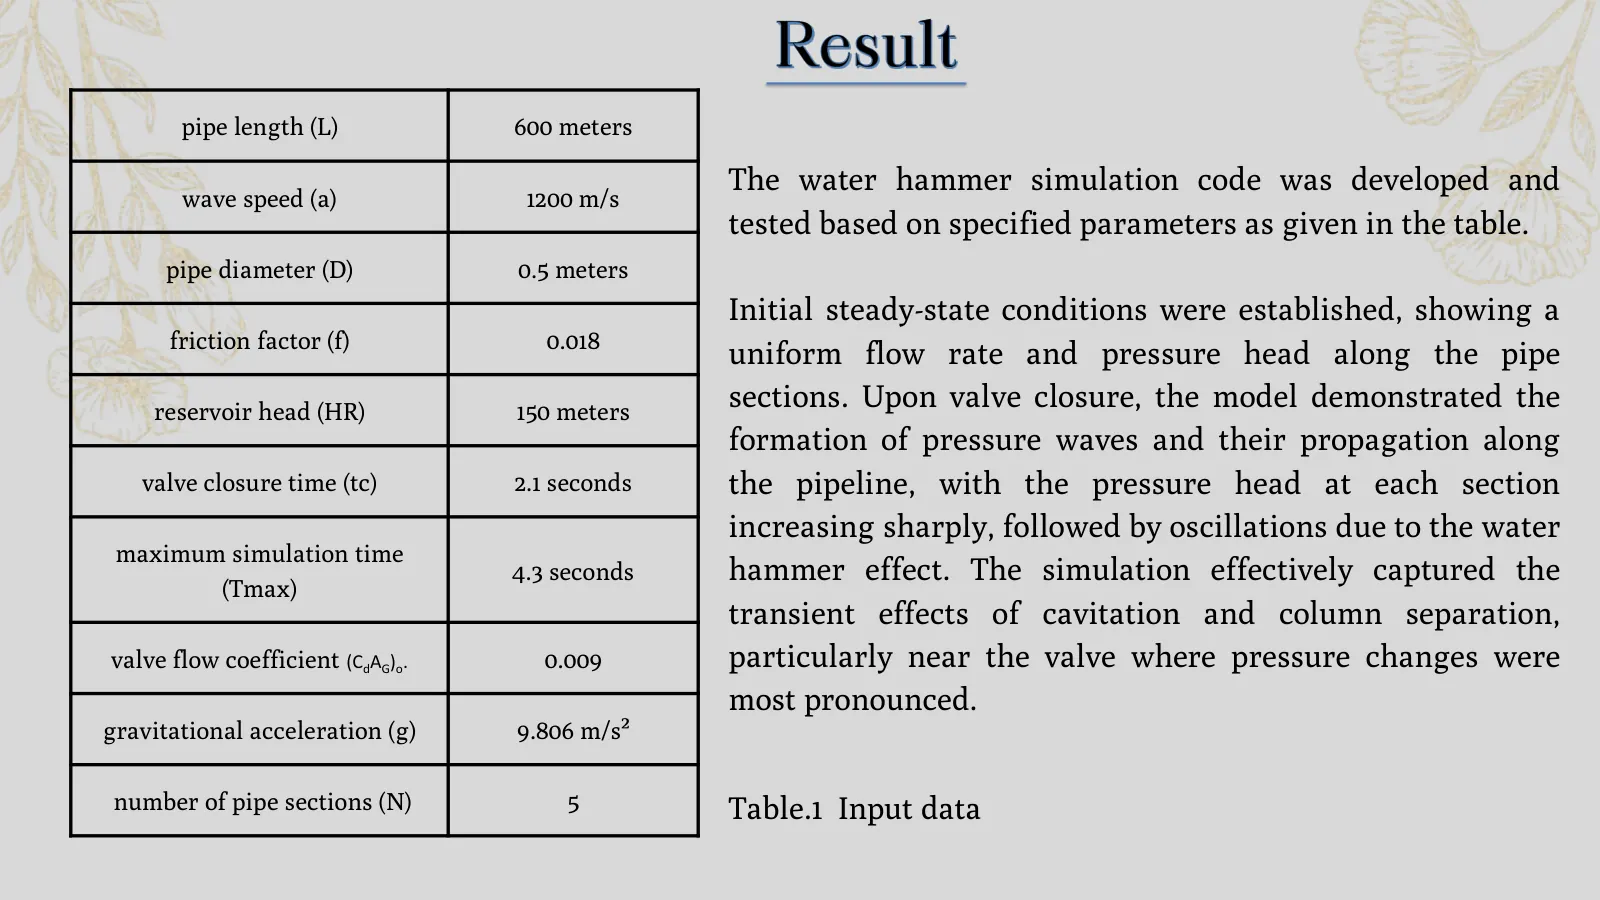 Result
pipe length (L) 600 meters
wave speed (a) 1200 m/s
pipe diameter (D) 0.5 meters
friction factor (f) 0.018
reservoir head (HR) 150 meters
valve closure time (tc) 2.1 seconds
maximum simulation time
(Tmax) 4.3 seconds
valve flow coefficient (CdAG)o.
0.009
gravitational acceleration (g) 9.806 m/s²
number of pipe sections (N) 5
The water hammer simulation code was developed and
tested based on specified parameters as given in the table.
Initial steady-state conditions were established, showing a
uniform flow rate and pressure head along the pipe
sections. Upon valve closure, the model demonstrated the
formation of pressure waves and their propagation along
the pipeline, with the pressure head at each section
increasing sharply, followed by oscillations due to the water
hammer effect. The simulation effectively captured the
transient effects of cavitation and column separation,
particularly near the valve where pressure changes were
most pronounced.
Table.1 Input data